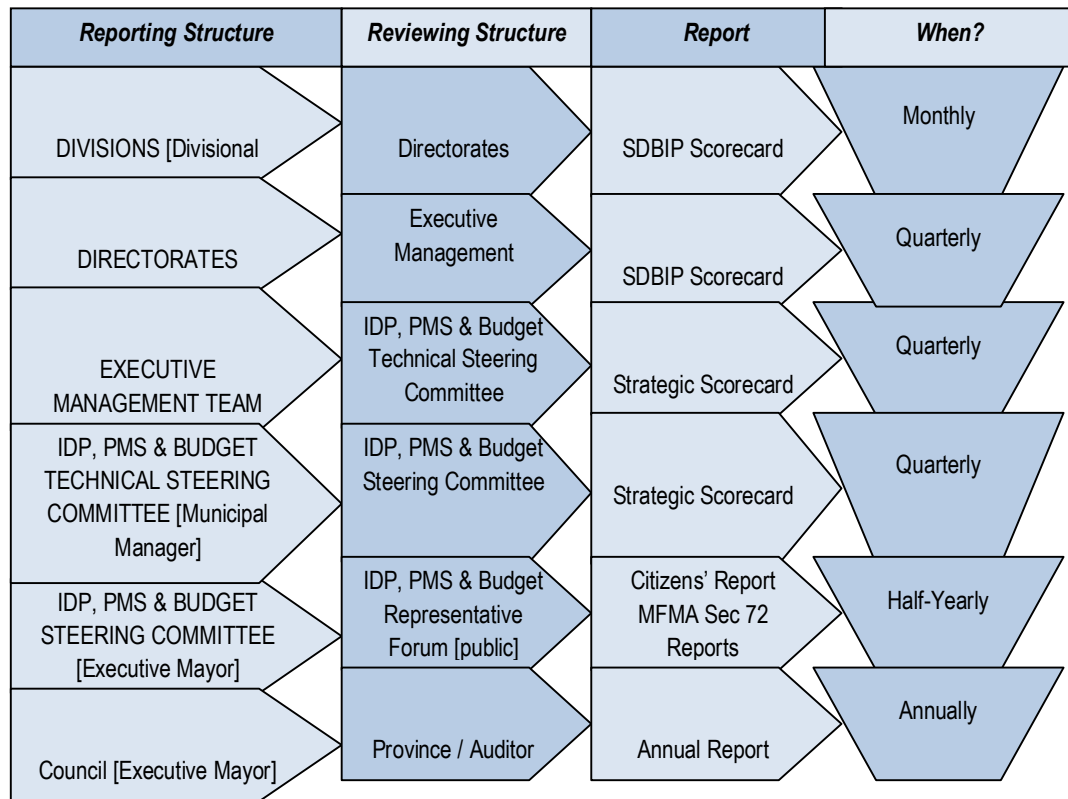 Reporting Structure
Reviewing Structure
Report
When?
DIVISIONS [Divisional
Directorates
SDBIP Scorecard
Monthly
DIRECTORATES
Executive
Management
SDBIP Scorecard
Quarterly
EXECUTIVE
MANAGEMENT TEAM
IDP, PMS & Budget
Technical Steering
Committee
Strategic Scorecard
Quarterly
IDP, PMS & BUDGET
TECHNICAL STEERING
COMMITTEE [Municipal
Manager]
IDP, PMS & Budget
Steering Committee
Strategic Scorecard
Quarterly
IDP, PMS & BUDGET
STEERING COMMITTEE
[Executive Mayor]
IDP, PMS & Budget
Representative
Forum [public]
Citizens’ Report
MFMA Sec 72
Reports
Half-Yearly
Council [Executive Mayor]
Province / Auditor
Annual Report
Annually